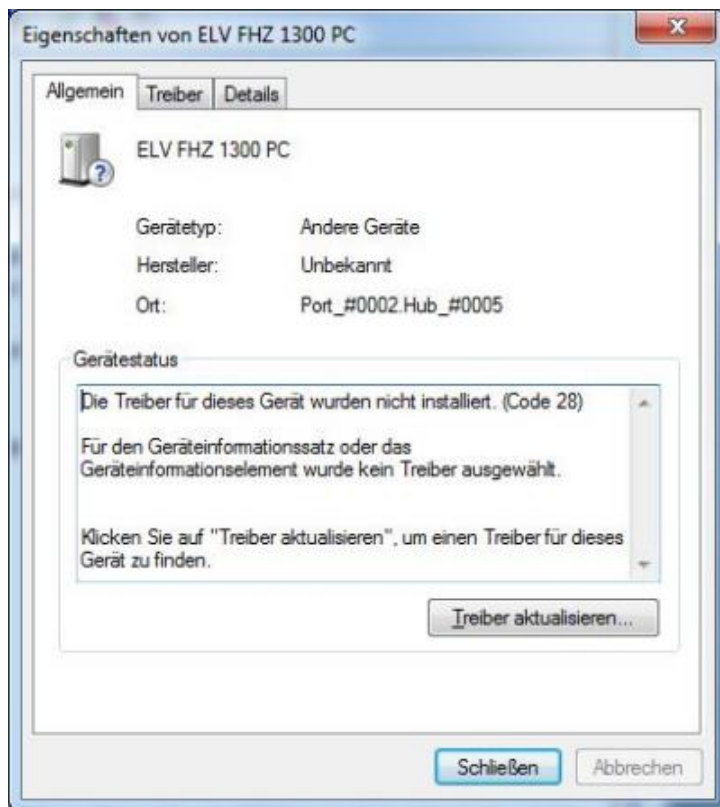 Eigenschaften von ELV FHZ 1300 PC
Allgemein Treiber Details
ELV FHZ 1300 PC
Gerätetyp: Andere Geräte
Hersteller: Unbekannt
Ort: Port_#0002.Hub_#0005
Gerätestatus
Die Treiber für dieses Gerät wurden nicht installiert. (Code 28)
Für den Geräteinformationssatz oder das
Geräteinformationselement wurde kein Treiber ausgewählt.
Klicken Sie auf "Treiber aktualisieren", um einen Treiber für dieses
Gerät zu finden.
Treiber aktualisieren...
Schließen Abbrechen